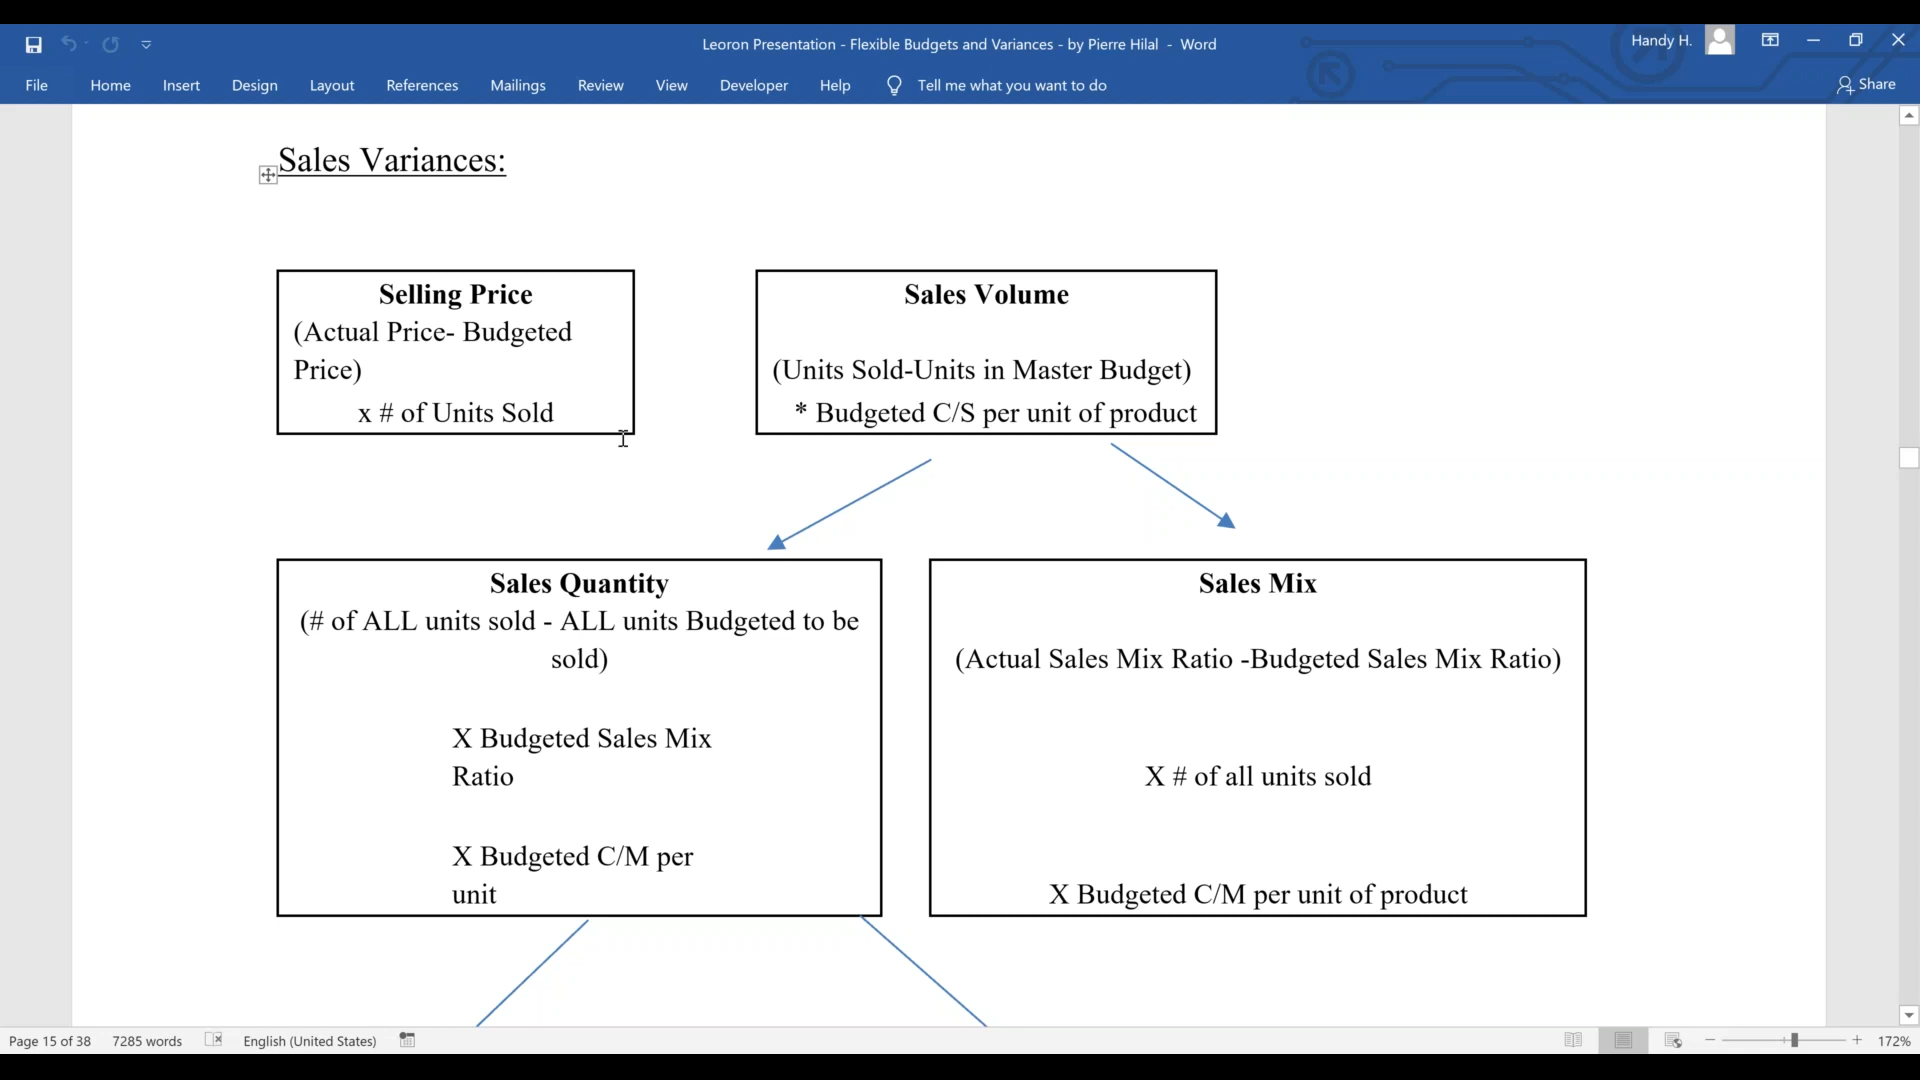 Leoron Presentation - Flexible Budgets and Variances - by Pierre Hilal - Word
Handy H.
File Home Insert Design Layout References Mailings Review View Developer Help Tell me what you want to do
Share
Sales Variances:
Selling Price
(Actual Price- Budgeted
Price)
x # of Units Sold
Sales Volume
(Units Sold-Units in Master Budget)
* Budgeted C/S per unit of product
Sales Quantity
(# of ALL units sold - ALL units Budgeted to be
sold)
X Budgeted Sales Mix
Ratio
X Budgeted C/M per
unit
Sales Mix
(Actual Sales Mix Ratio -Budgeted Sales Mix Ratio)
X # of all units sold
X Budgeted C/M per unit of product
Page 15 of 38 7285 words English (United States) 172%